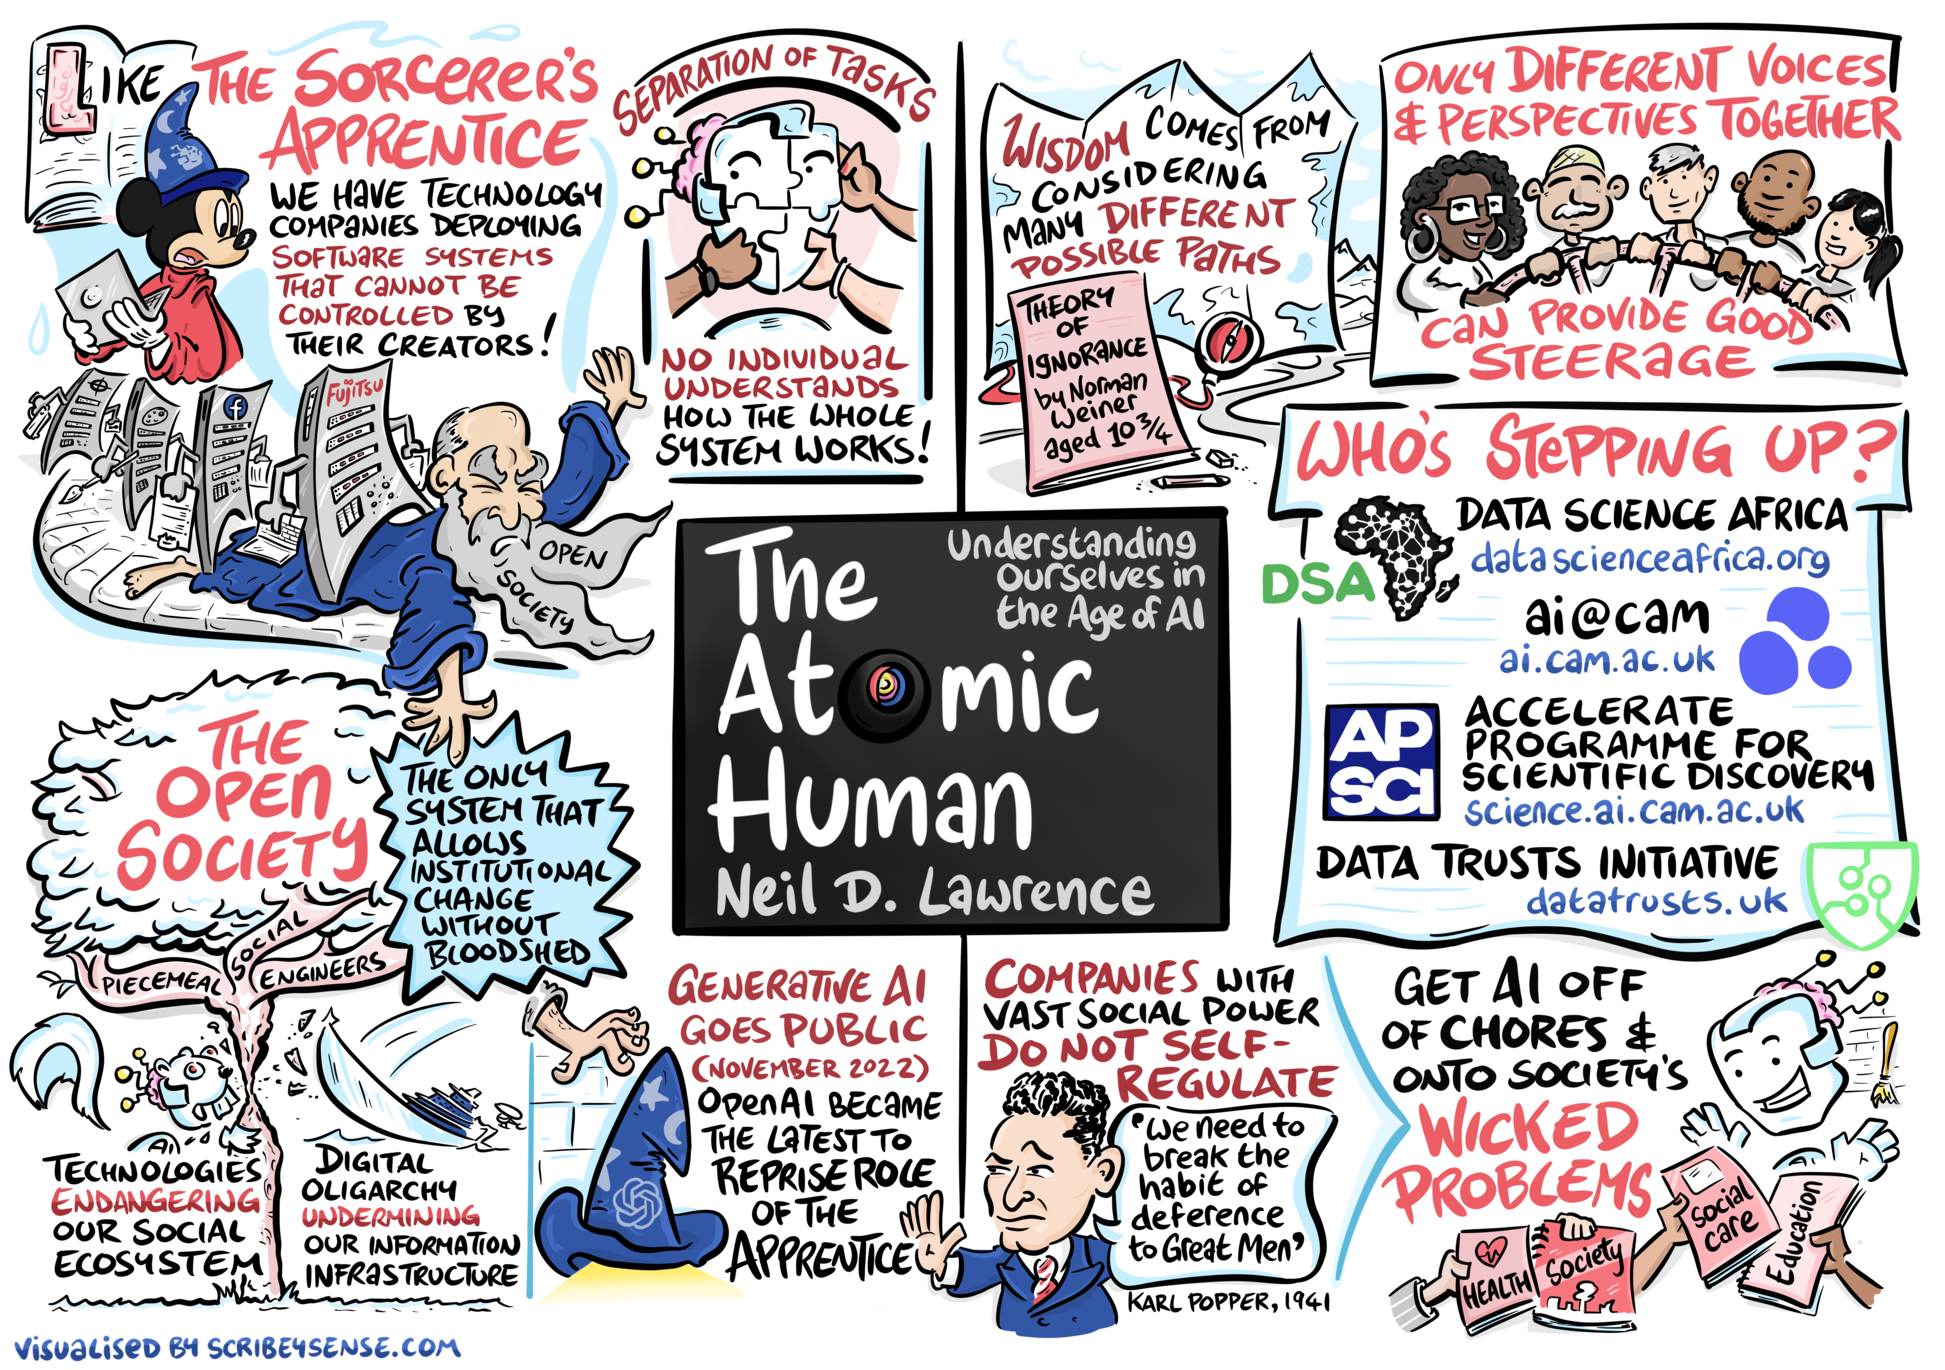 LIKE THE SORCERER'S
APPRENTICE
WE HAVE TECHNOLOGY
COMPANIES DEPLOYING
SOFTWARE SYSTEMS
THAT CANNOT BE
CONTROLLED BY
THEIR CREATORS!
FUJITSU
OPEN
SOCIETY
SEPARATION OF TASKS
NO INDIVIDUAL
UNDERSTANDS
HOW THE WHOLE
SYSTEM WORKS!
WISDOM COMES FROM
CONSIDERING
MANY DIFFERENT
POSSIBLE PATHS
THEORY
OF
IGNORANCE
by Norman
Weiner
aged 10 3/4
ONLY DIFFERENT VOICES
& PERSPECTIVES TOGETHER
CAN PROVIDE GOOD
STEERAGE
WHO'S STEPPING UP?
DSA
DATA SCIENCE AFRICA
datascienceafrica.org
ai@cam
ai.cam.ac.uk
AP
SCI
ACCELERATE
PROGRAMME FOR
SCIENTIFIC DISCOVERY
science.ai.cam.ac.uk
DATA TRUSTS INITIATIVE
datatrusts.uk
The
Atomic
Human
Understanding
Ourselves in
the Age of AI
Neil D. Lawrence
THE
OPEN
SOCIETY
THE ONLY
SYSTEM THAT
ALLOWS
INSTITUTIONAL
CHANGE
WITHOUT
BLOODSHED
PIECEMEAL
SOCIAL
ENGINEERS
AI
TECHNOLOGIES
ENDANGERING
OUR SOCIAL
ECOSYSTEM
DIGITAL
OLIGARCHY
UNDERMINING
OUR INFORMATION
INFRASTRUCTURE
GENERATIVE AI
GOES PUBLIC
(NOVEMBER 2022)
OpenAI BECAME
THE LATEST TO
REPRISE ROLE
OF THE
APPRENTICE
COMPANIES WITH
VAST SOCIAL POWER
DO NOT SELF-
REGULATE
'We need to
break the
habit of
deference
to Great Men'
KARL POPPER, 1941
GET AI OFF
OF CHORES &
ONTO SOCIETY'S
WICKED
PROBLEMS
HEALTH
Society
Social
care
Education
VISUALISED BY SCRIBE4SENSE.COM